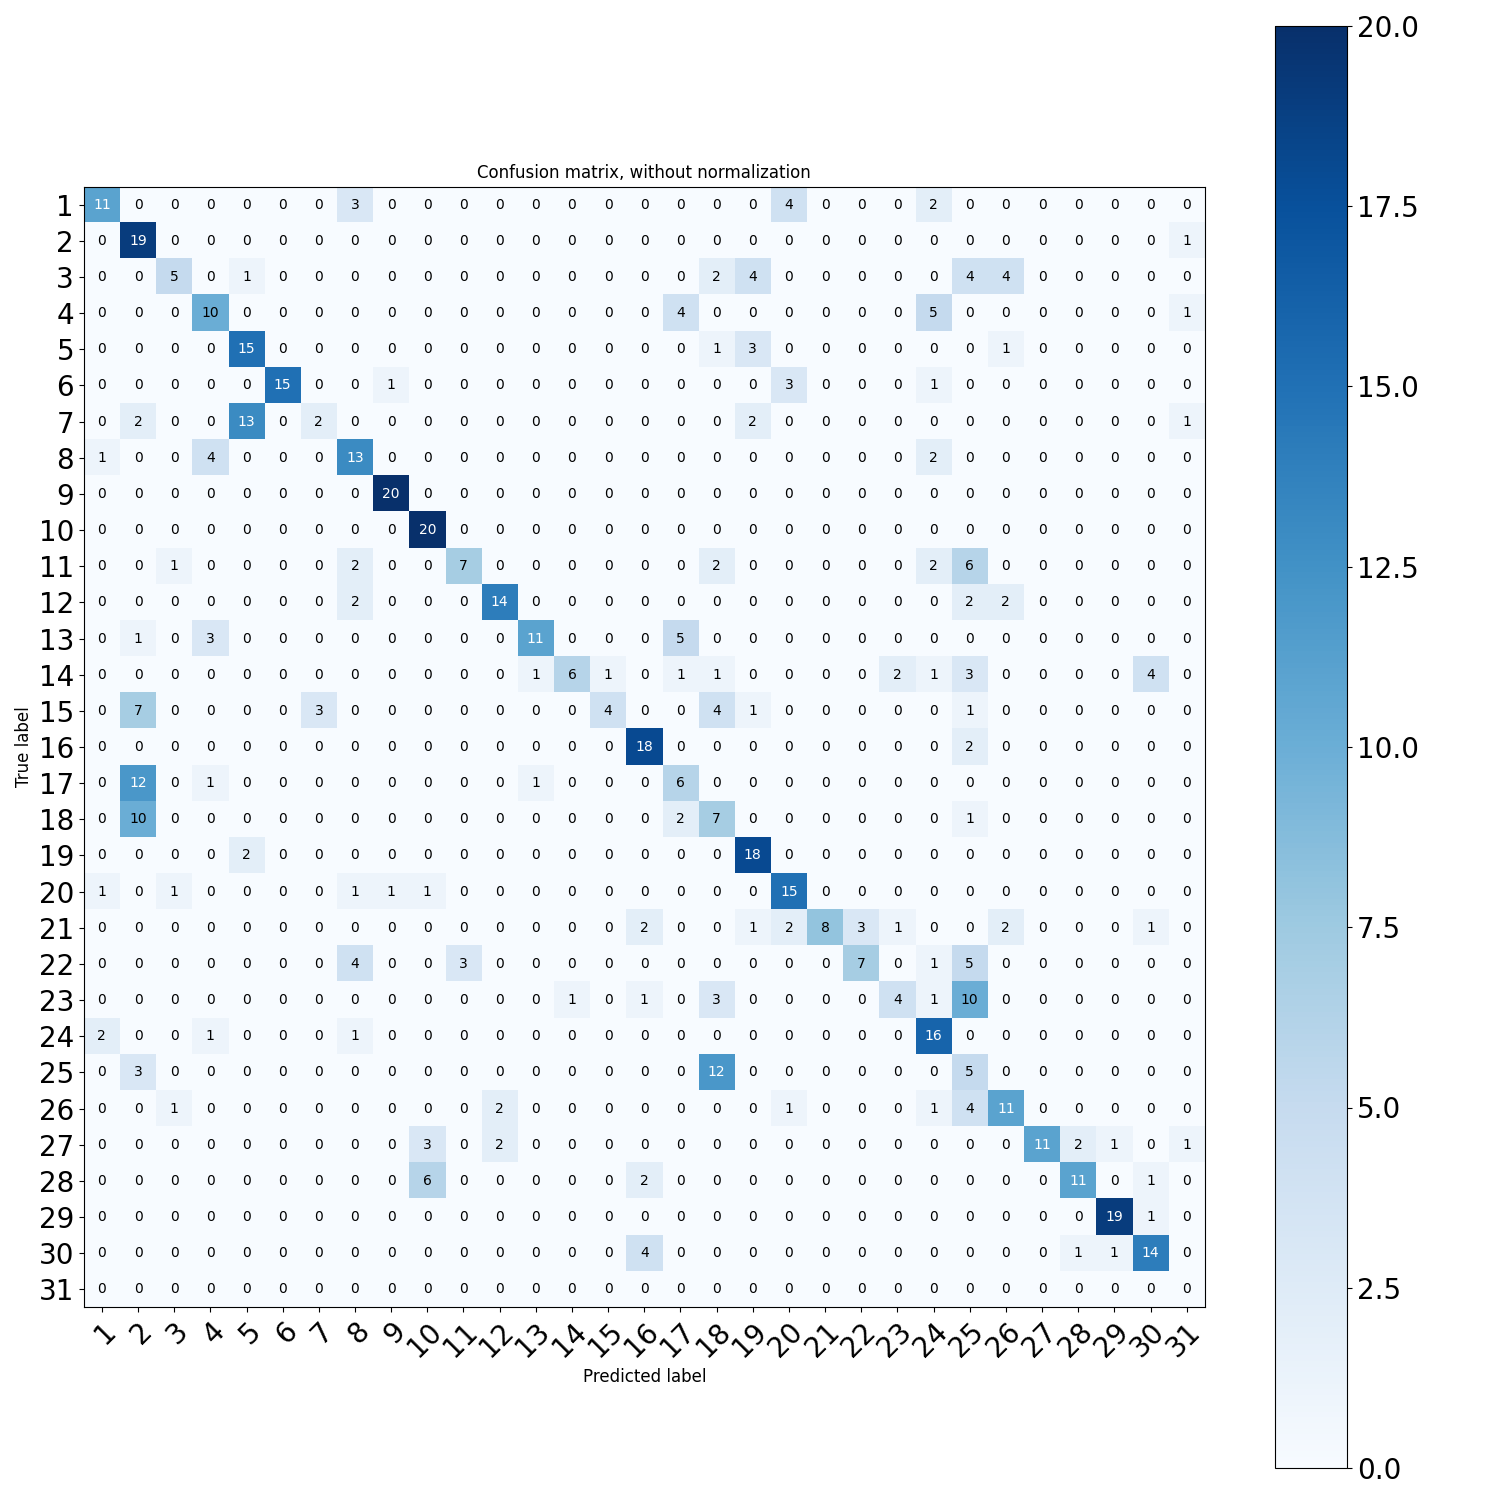 Confusion matrix, without normalization
True label
1 11 0 0 0 0 0 0 3 0 0 0 0 0 0 0 0 0 0 0 4 0 0 0 2 0 0 0 0 0 0 0
2 0 19 0 0 0 0 0 0 0 0 0 0 0 0 0 0 0 0 0 0 0 0 0 0 0 0 0 0 0 0 1
3 0 0 5 0 1 0 0 0 0 0 0 0 0 0 0 0 0 2 4 0 0 0 0 0 4 4 0 0 0 0 0
4 0 0 0 10 0 0 0 0 0 0 0 0 0 0 0 0 4 0 0 0 0 0 0 5 0 0 0 0 0 0 1
5 0 0 0 0 15 0 0 0 0 0 0 0 0 0 0 0 0 1 3 0 0 0 0 0 0 1 0 0 0 0 0
6 0 0 0 0 0 15 0 0 1 0 0 0 0 0 0 0 0 0 0 3 0 0 0 1 0 0 0 0 0 0 0
7 0 2 0 0 13 0 2 0 0 0 0 0 0 0 0 0 0 0 2 0 0 0 0 0 0 0 0 0 0 0 1
8 1 0 0 4 0 0 0 13 0 0 0 0 0 0 0 0 0 0 0 0 0 0 0 2 0 0 0 0 0 0 0
9 0 0 0 0 0 0 0 0 20 0 0 0 0 0 0 0 0 0 0 0 0 0 0 0 0 0 0 0 0 0 0
10 0 0 0 0 0 0 0 0 0 20 0 0 0 0 0 0 0 0 0 0 0 0 0 0 0 0 0 0 0 0 0
11 0 0 1 0 0 0 0 2 0 0 7 0 0 0 0 0 0 2 0 0 0 0 0 2 6 0 0 0 0 0 0
12 0 0 0 0 0 0 0 2 0 0 0 14 0 0 0 0 0 0 0 0 0 0 0 0 2 2 0 0 0 0 0
13 0 1 0 3 0 0 0 0 0 0 0 0 11 0 0 0 5 0 0 0 0 0 0 0 0 0 0 0 0 0 0
14 0 0 0 0 0 0 0 0 0 0 0 0 1 6 1 0 1 1 0 0 0 0 2 1 3 0 0 0 0 4 0
15 0 7 0 0 0 0 3 0 0 0 0 0 0 0 4 0 0 4 1 0 0 0 0 0 1 0 0 0 0 0 0
16 0 0 0 0 0 0 0 0 0 0 0 0 0 0 0 18 0 0 0 0 0 0 0 0 2 0 0 0 0 0 0
17 0 12 0 1 0 0 0 0 0 0 0 0 1 0 0 0 6 0 0 0 0 0 0 0 0 0 0 0 0 0 0
18 0 10 0 0 0 0 0 0 0 0 0 0 0 0 0 0 2 7 0 0 0 0 0 0 1 0 0 0 0 0 0
19 0 0 0 0 2 0 0 0 0 0 0 0 0 0 0 0 0 0 18 0 0 0 0 0 0 0 0 0 0 0 0
20 1 0 1 0 0 0 0 1 1 1 0 0 0 0 0 0 0 0 0 15 0 0 0 0 0 0 0 0 0 0 0
21 0 0 0 0 0 0 0 0 0 0 0 0 0 0 0 2 0 0 1 2 8 3 1 0 0 2 0 0 0 1 0
22 0 0 0 0 0 0 0 4 0 0 3 0 0 0 0 0 0 0 0 0 0 7 0 1 5 0 0 0 0 0 0
23 0 0 0 0 0 0 0 0 0 0 0 0 0 1 0 1 0 3 0 0 0 0 4 1 10 0 0 0 0 0 0
24 2 0 0 1 0 0 0 1 0 0 0 0 0 0 0 0 0 0 0 0 0 0 0 16 0 0 0 0 0 0 0
25 0 3 0 0 0 0 0 0 0 0 0 0 0 0 0 0 0 12 0 0 0 0 0 0 5 0 0 0 0 0 0
26 0 0 1 0 0 0 0 0 0 0 0 2 0 0 0 0 0 0 0 1 0 0 0 1 4 11 0 0 0 0 0
27 0 0 0 0 0 0 0 0 0 3 0 2 0 0 0 0 0 0 0 0 0 0 0 0 0 0 11 2 1 0 1
28 0 0 0 0 0 0 0 0 0 6 0 0 0 0 0 2 0 0 0 0 0 0 0 0 0 0 0 11 0 1 0
29 0 0 0 0 0 0 0 0 0 0 0 0 0 0 0 0 0 0 0 0 0 0 0 0 0 0 0 0 19 1 0
30 0 0 0 0 0 0 0 0 0 0 0 0 0 0 0 4 0 0 0 0 0 0 0 0 0 0 0 1 1 14 0
31 0 0 0 0 0 0 0 0 0 0 0 0 0 0 0 0 0 0 0 0 0 0 0 0 0 0 0 0 0 0 0
1 2 3 4 5 6 7 8 9 10 11 12 13 14 15 16 17 18 19 20 21 22 23 24 25 26 27 28 29 30 31
Predicted label
20.0
17.5
15.0
12.5
10.0
7.5
5.0
2.5
0.0